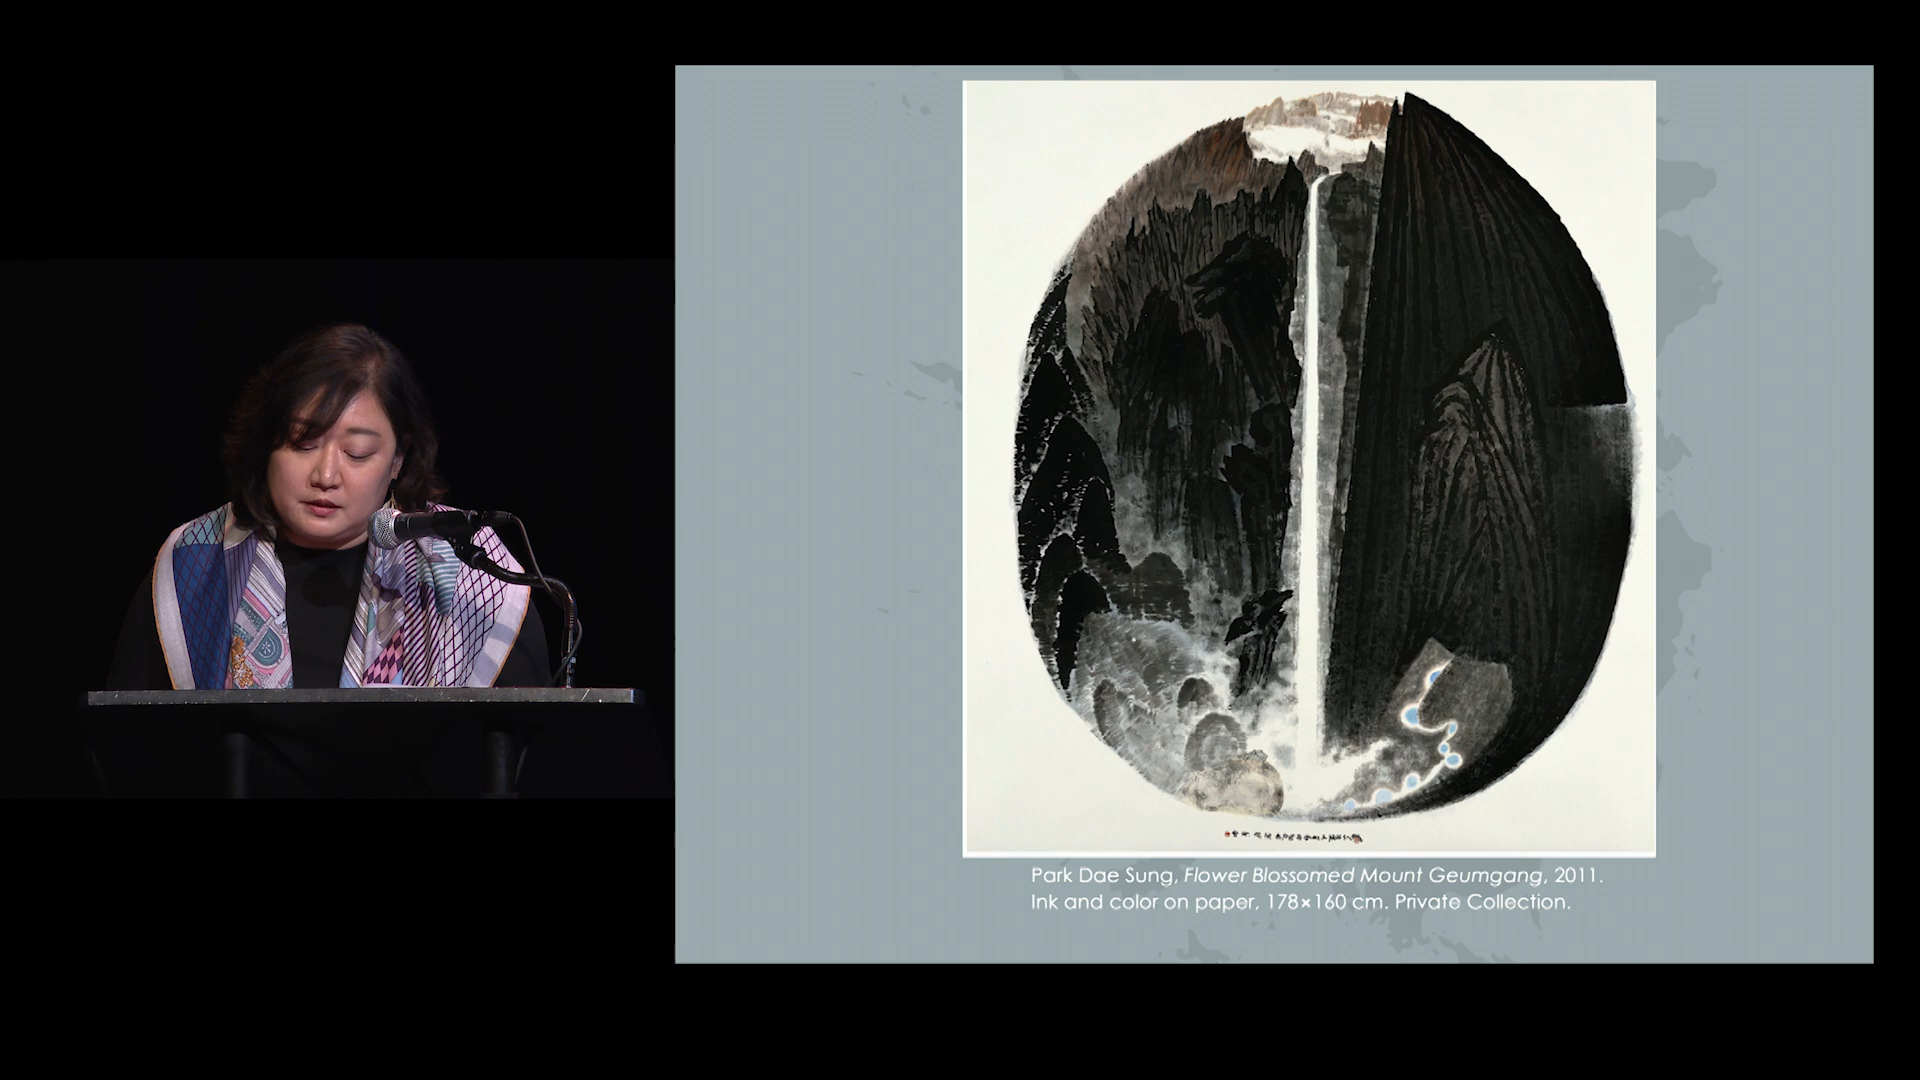 Park Dae Sung, Flower Blossomed Mount Geumgang, 2011.
Ink and color on paper, 178×160 cm. Private Collection.